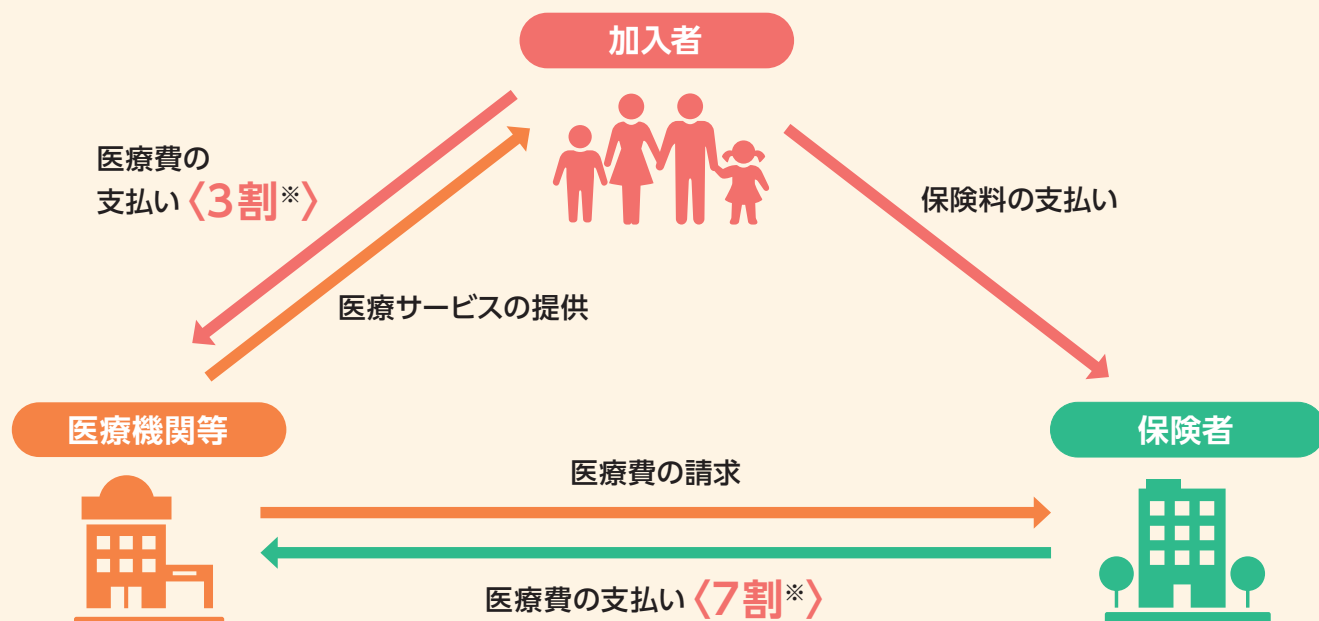 加入者
医療費の
支払い〈3割※〉
保険料の支払い
医療サービスの提供
医療機関等
保険者
医療費の請求
医療費の支払い〈7割※〉